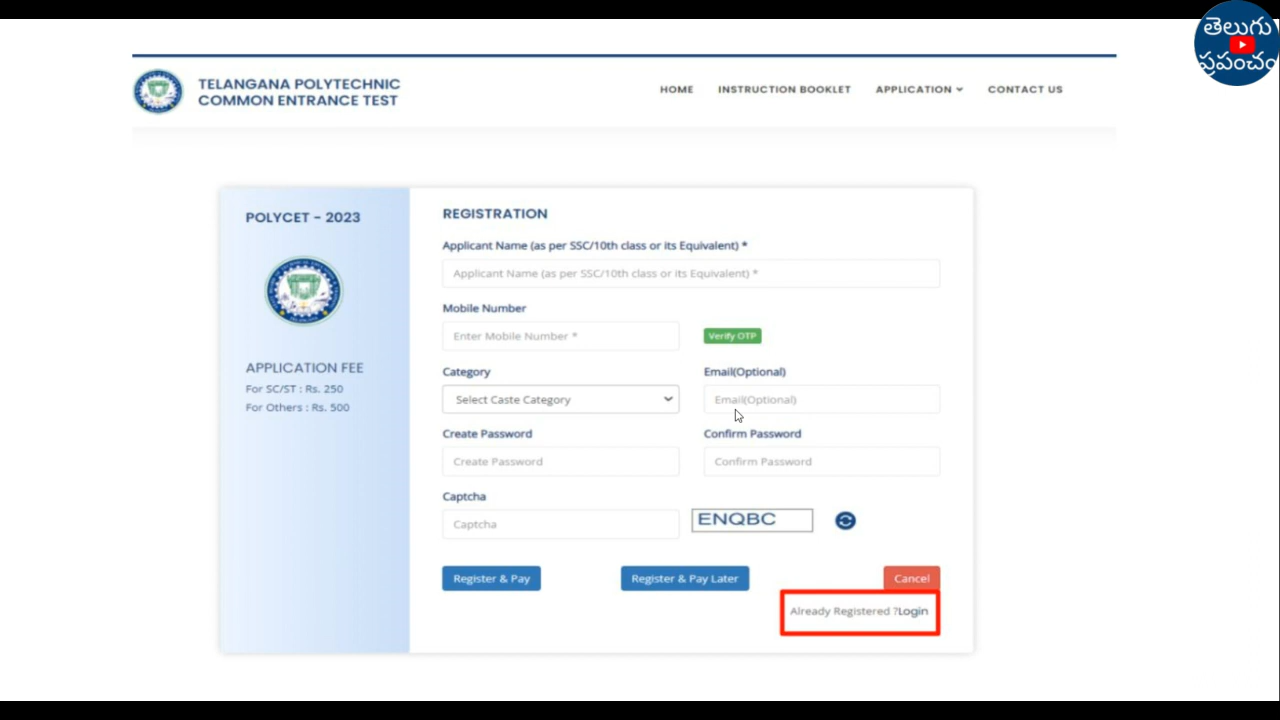 తెలుగు
ప్రపంచం
TELANGANA POLYTECHNIC
COMMON ENTRANCE TEST
HOME
INSTRUCTION BOOKLET
APPLICATION
CONTACT US
POLYCET - 2023
APPLICATION FEE
For SC/ST : Rs. 250
For Others : Rs. 500
REGISTRATION
Applicant Name (as per SSC/10th class or its Equivalent) *
Applicant Name (as per SSC/10th class or its Equivalent) *
Mobile Number
Enter Mobile Number *
Verify OTP
Category
Email(Optional)
Select Caste Category
Email(Optional)
Create Password
Confirm Password
Create Password
Confirm Password
Captcha
Captcha
ENQBC
Register & Pay
Register & Pay Later
Cancel
Already Registered ?Login